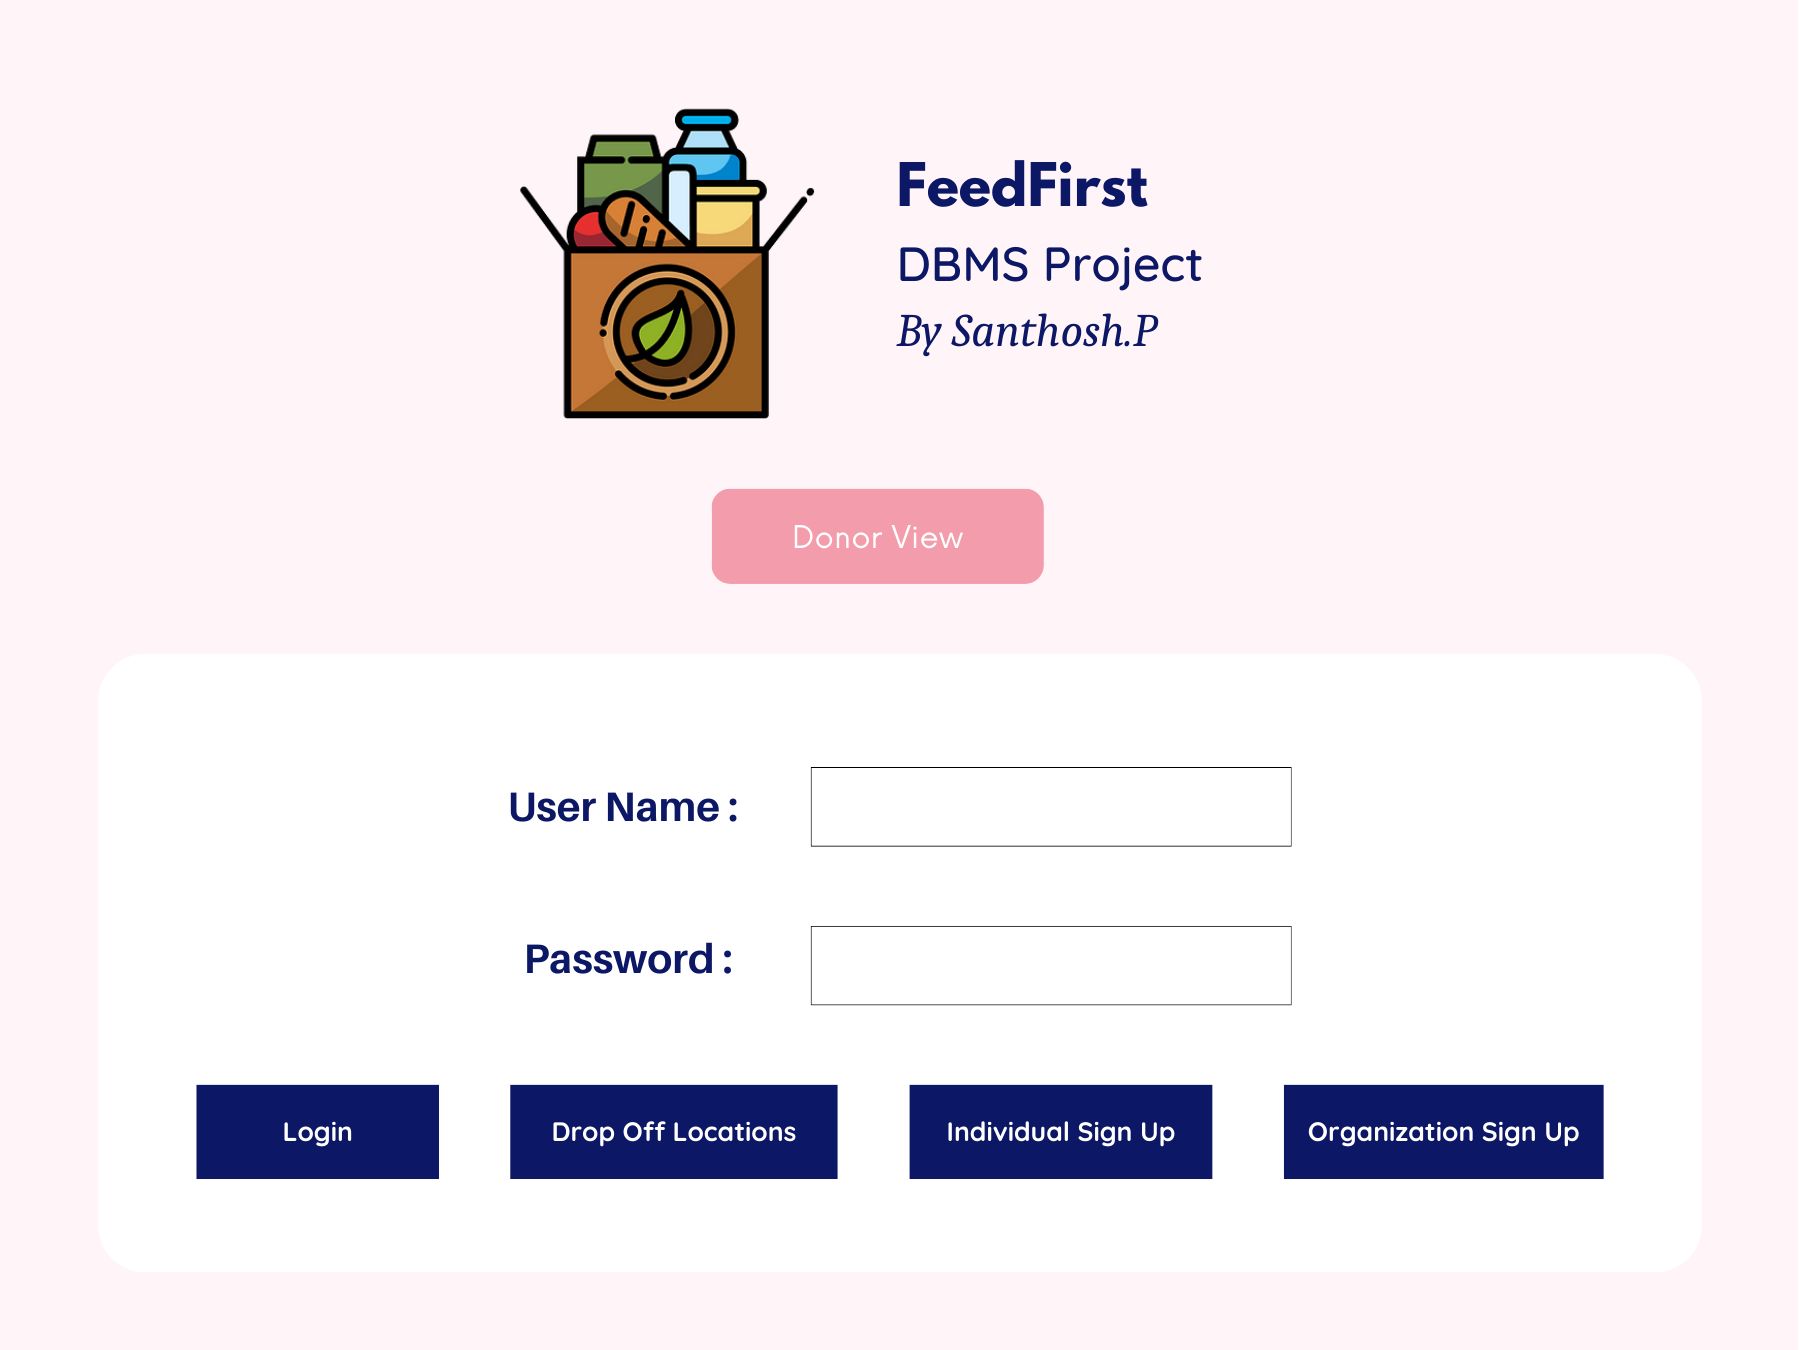 FeedFirst
DBMS Project
By Santhosh.P
Donor View
User Name :
Password :
Login
Drop Off Locations
Individual Sign Up
Organization Sign Up